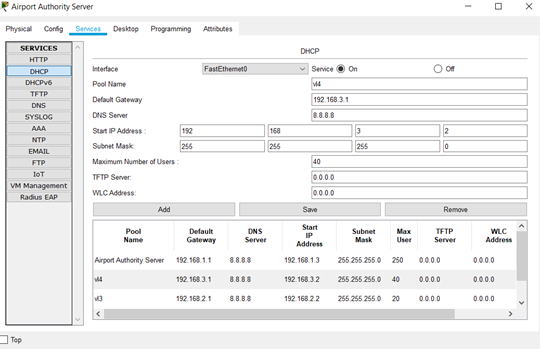 Airport Authority Server
Physical Config Services Desktop Programming Attributes
SERVICES
HTTP
DHCP
DHCPv6
TFTP
DNS
SYSLOG
AAA
NTP
EMAIL
FTP
IoT
VM Management
Radius EAP
DHCP
Interface FastEthernet0 Service On Off
Pool Name vl4
Default Gateway 192.168.3.1
DNS Server 8.8.8.8
Start IP Address : 192 168 3 2
Subnet Mask: 255 255 255 0
Maximum Number of Users : 40
TFTP Server: 0.0.0.0
WLC Address: 0.0.0.0
Add Save Remove
Pool Name Default Gateway DNS Server Start IP Address Subnet Mask Max User TFTP Server WLC Address
Airport Authority Server 192.168.1.1 8.8.8.8 192.168.1.3 255.255.255.0 250 0.0.0.0 0.0.0.0
vl4 192.168.3.1 8.8.8.8 192.168.3.2 255.255.255.0 40 0.0.0.0 0.0.0.0
vl3 192.168.2.1 8.8.8.8 192.168.2.2 255.255.255.0 20 0.0.0.0 0.0.0.0
Top